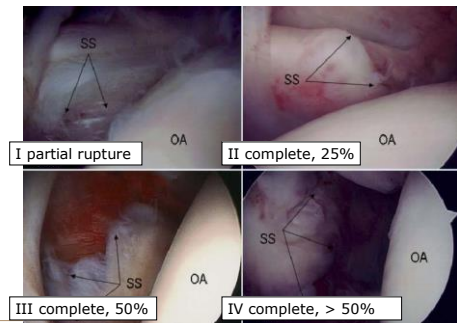 SS
OA
I partial rupture
SS
OA
II complete, 25%
SS
OA
III complete, 50%
SS
OA
IV complete, > 50%